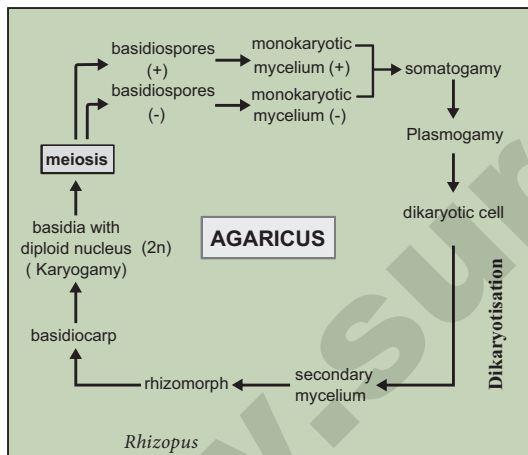 basidiospores
(+)
monokaryotic
mycelium (+)
basidiospores
(-)
monokaryotic
mycelium (-)
somatogamy
Plasmogamy
dikaryotic cell
Dikaryotisation
secondary
mycelium
rhizomorph
basidiocarp
basidia with
diploid nucleus (2n)
( Karyogamy)
meiosis
AGARICUS
Rhizopus